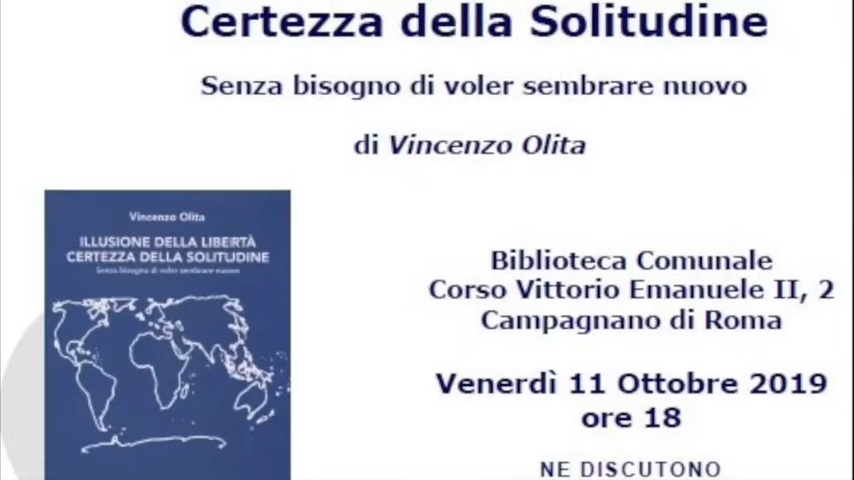 Certezza della Solitudine
Senza bisogno di voler sembrare nuovo
di Vincenzo Olita
Vincenzo Olita
ILLUSIONE DELLA LIBERTÀ
CERTEZZA DELLA SOLITUDINE
Senza bisogno di voler sembrare nuovo
Biblioteca Comunale
Corso Vittorio Emanuele II, 2
Campagnano di Roma
Venerdì 11 Ottobre 2019
ore 18
NE DISCUTONO